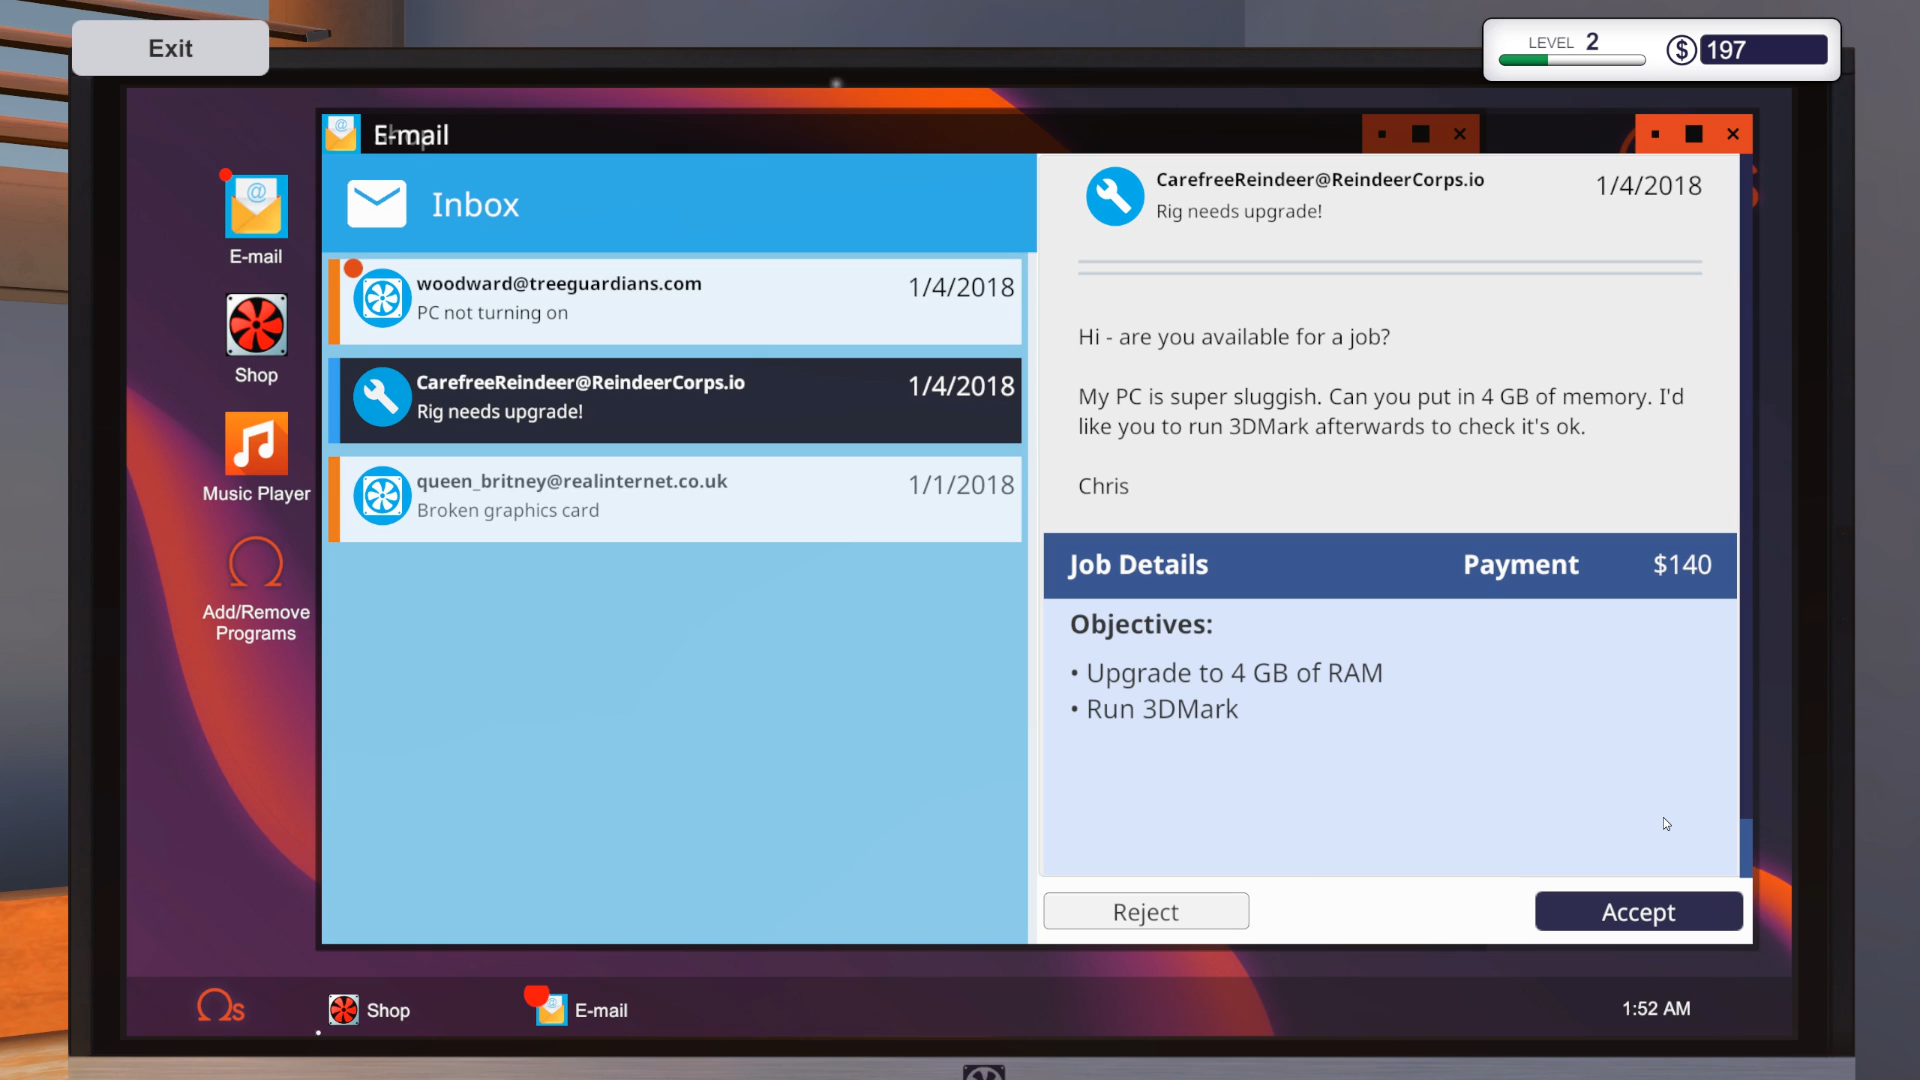 Exit
LEVEL 2
$ 197
E-mail
E-mail
Shop
Music Player
Add/Remove
Programs
Inbox
woodward@treeguardians.com
1/4/2018
PC not turning on
CarefreeReindeer@ReindeerCorps.io
1/4/2018
Rig needs upgrade!
queen_britney@realinternet.co.uk
1/1/2018
Broken graphics card
CarefreeReindeer@ReindeerCorps.io
1/4/2018
Rig needs upgrade!
Hi - are you available for a job?
My PC is super sluggish. Can you put in 4 GB of memory. I'd
like you to run 3DMark afterwards to check it's ok.
Chris
Job Details Payment $140
Objectives:
• Upgrade to 4 GB of RAM
• Run 3DMark
Reject
Accept
Ωs
Shop
E-mail
1:52 AM